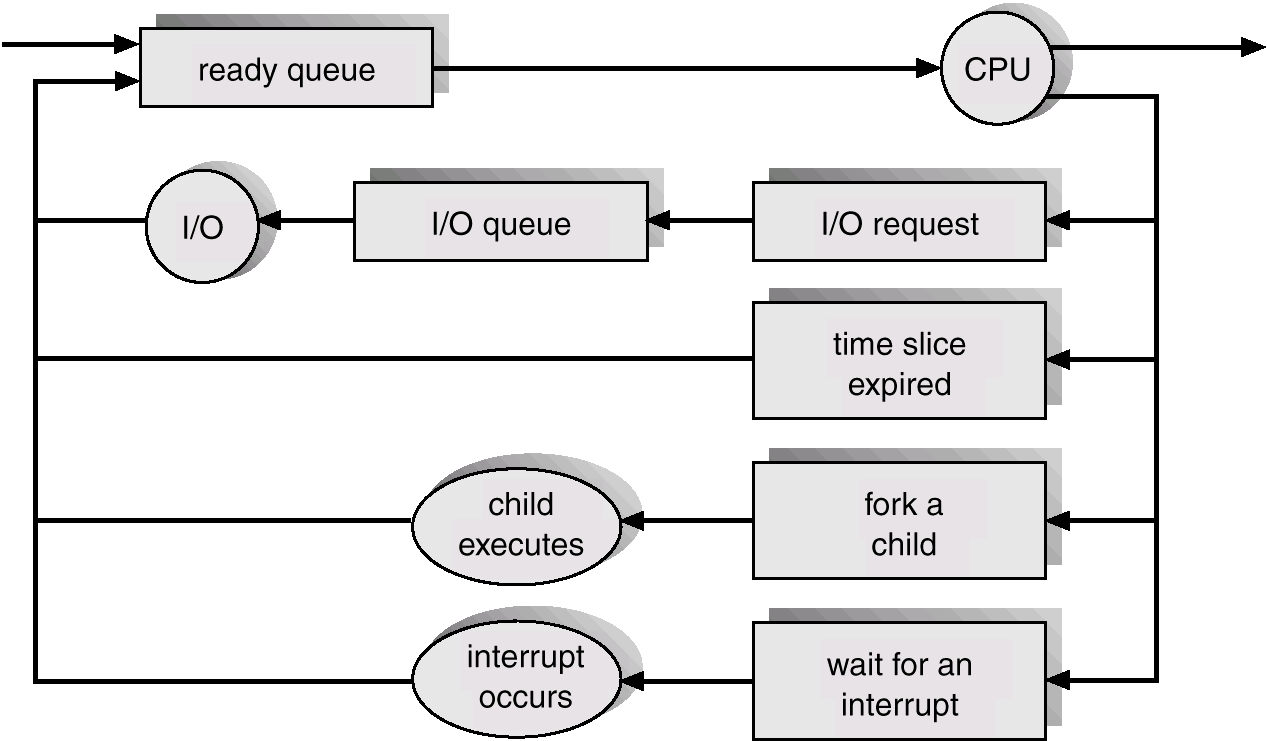 ready queue
CPU
I/O
I/O queue
I/O request
time slice
expired
child
executes
fork a
child
interrupt
occurs
wait for an
interrupt